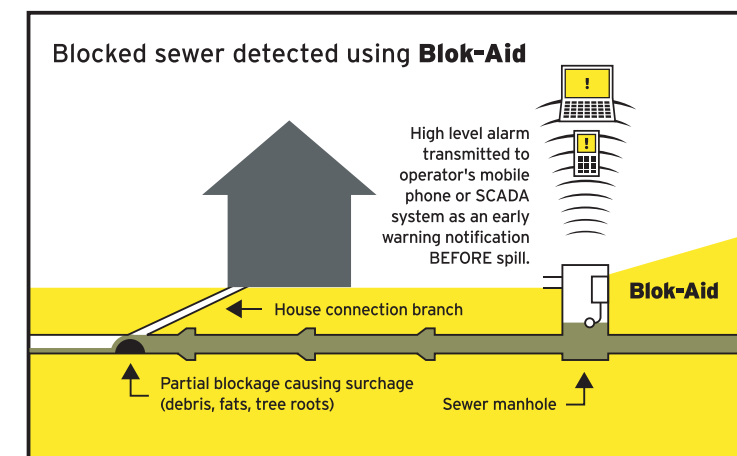 Blocked sewer detected using Blok-Aid
!
!
High level alarm
transmitted to
operator's mobile
phone or SCADA
system as an early
warning notification
BEFORE spill.
Blok-Aid
House connection branch
Partial blockage causing surchage
(debris, fats, tree roots)
Sewer manhole